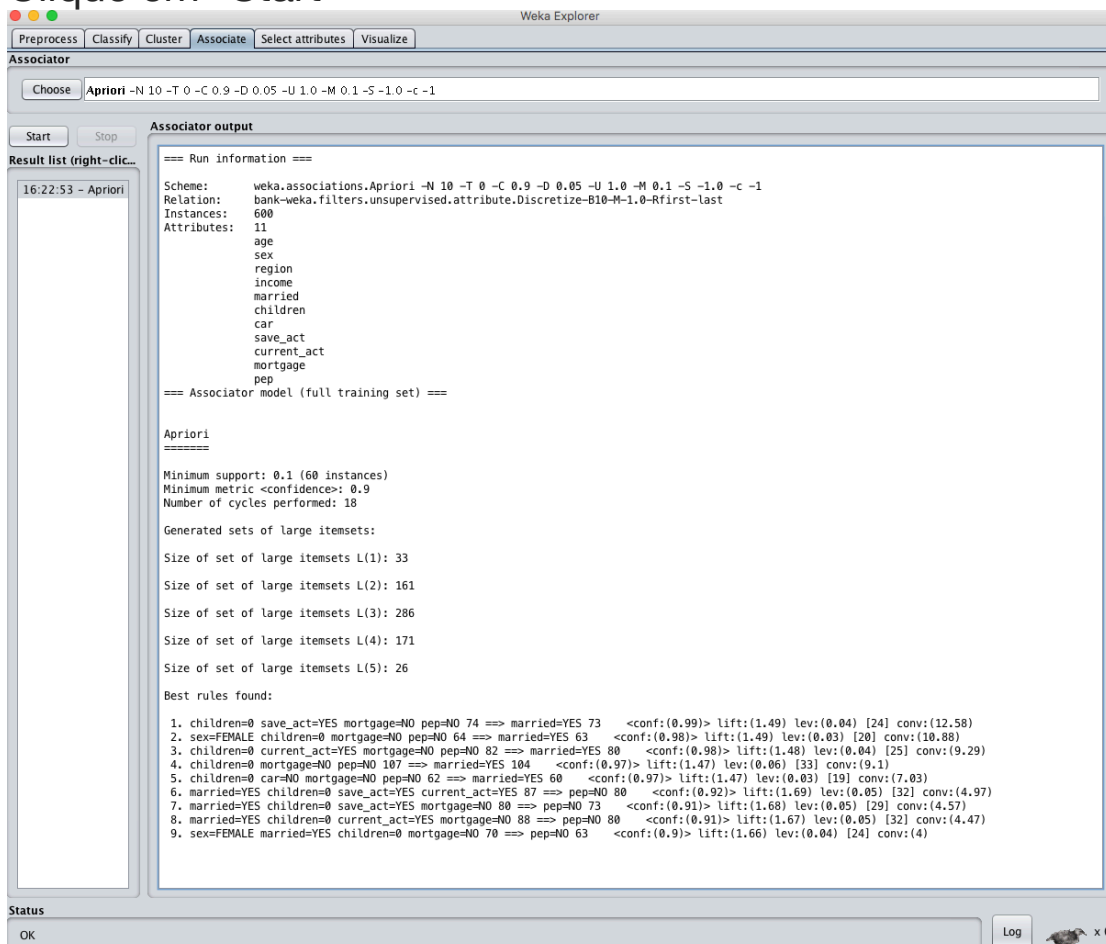 Clique em "Start"
Weka Explorer
Preprocess Classify Cluster Associate Select attributes Visualize
Associator
Choose Apriori -N 10 -T 0 -C 0.9 -D 0.05 -U 1.0 -M 0.1 -S -1.0 -c -1
Start Stop
Result list (right-clic...
16:22:53 - Apriori
Associator output
=== Run information ===
Scheme: weka.associations.Apriori -N 10 -T 0 -C 0.9 -D 0.05 -U 1.0 -M 0.1 -S -1.0 -c -1
Relation: bank-weka.filters.unsupervised.attribute.Discretize-B10-M-1.0-Rfirst-last
Instances: 600
Attributes: 11
age
sex
region
income
married
children
car
save_act
current_act
mortgage
pep
=== Associator model (full training set) ===
Apriori
=======
Minimum support: 0.1 (60 instances)
Minimum metric <confidence>: 0.9
Number of cycles performed: 18
Generated sets of large itemsets:
Size of set of large itemsets L(1): 33
Size of set of large itemsets L(2): 161
Size of set of large itemsets L(3): 286
Size of set of large itemsets L(4): 171
Size of set of large itemsets L(5): 26
Best rules found:
1. children=0 save_act=YES mortgage=NO pep=NO 74 ==> married=YES 73 <conf:(0.99)> lift:(1.49) lev:(0.04) [24] conv:(12.58)
2. sex=FEMALE children=0 mortgage=NO pep=NO 64 ==> married=YES 63 <conf:(0.98)> lift:(1.49) lev:(0.03) [20] conv:(10.88)
3. children=0 current_act=YES mortgage=NO pep=NO 82 ==> married=YES 80 <conf:(0.98)> lift:(1.48) lev:(0.04) [25] conv:(9.29)
4. children=0 mortgage=NO pep=NO 107 ==> married=YES 104 <conf:(0.97)> lift:(1.47) lev:(0.06) [33] conv:(9.1)
5. children=0 car=NO mortgage=NO pep=NO 62 ==> married=YES 60 <conf:(0.97)> lift:(1.47) lev:(0.03) [19] conv:(7.03)
6. married=YES children=0 save_act=YES current_act=YES 87 ==> pep=NO 80 <conf:(0.92)> lift:(1.69) lev:(0.05) [32] conv:(4.97)
7. married=YES children=0 save_act=YES mortgage=NO 80 ==> pep=NO 73 <conf:(0.91)> lift:(1.68) lev:(0.05) [29] conv:(4.57)
8. married=YES children=0 current_act=YES mortgage=NO 88 ==> pep=NO 80 <conf:(0.91)> lift:(1.67) lev:(0.05) [32] conv:(4.47)
9. sex=FEMALE married=YES children=0 mortgage=NO 70 ==> pep=NO 63 <conf:(0.9)> lift:(1.66) lev:(0.04) [24] conv:(4)
Status
OK
Log
x